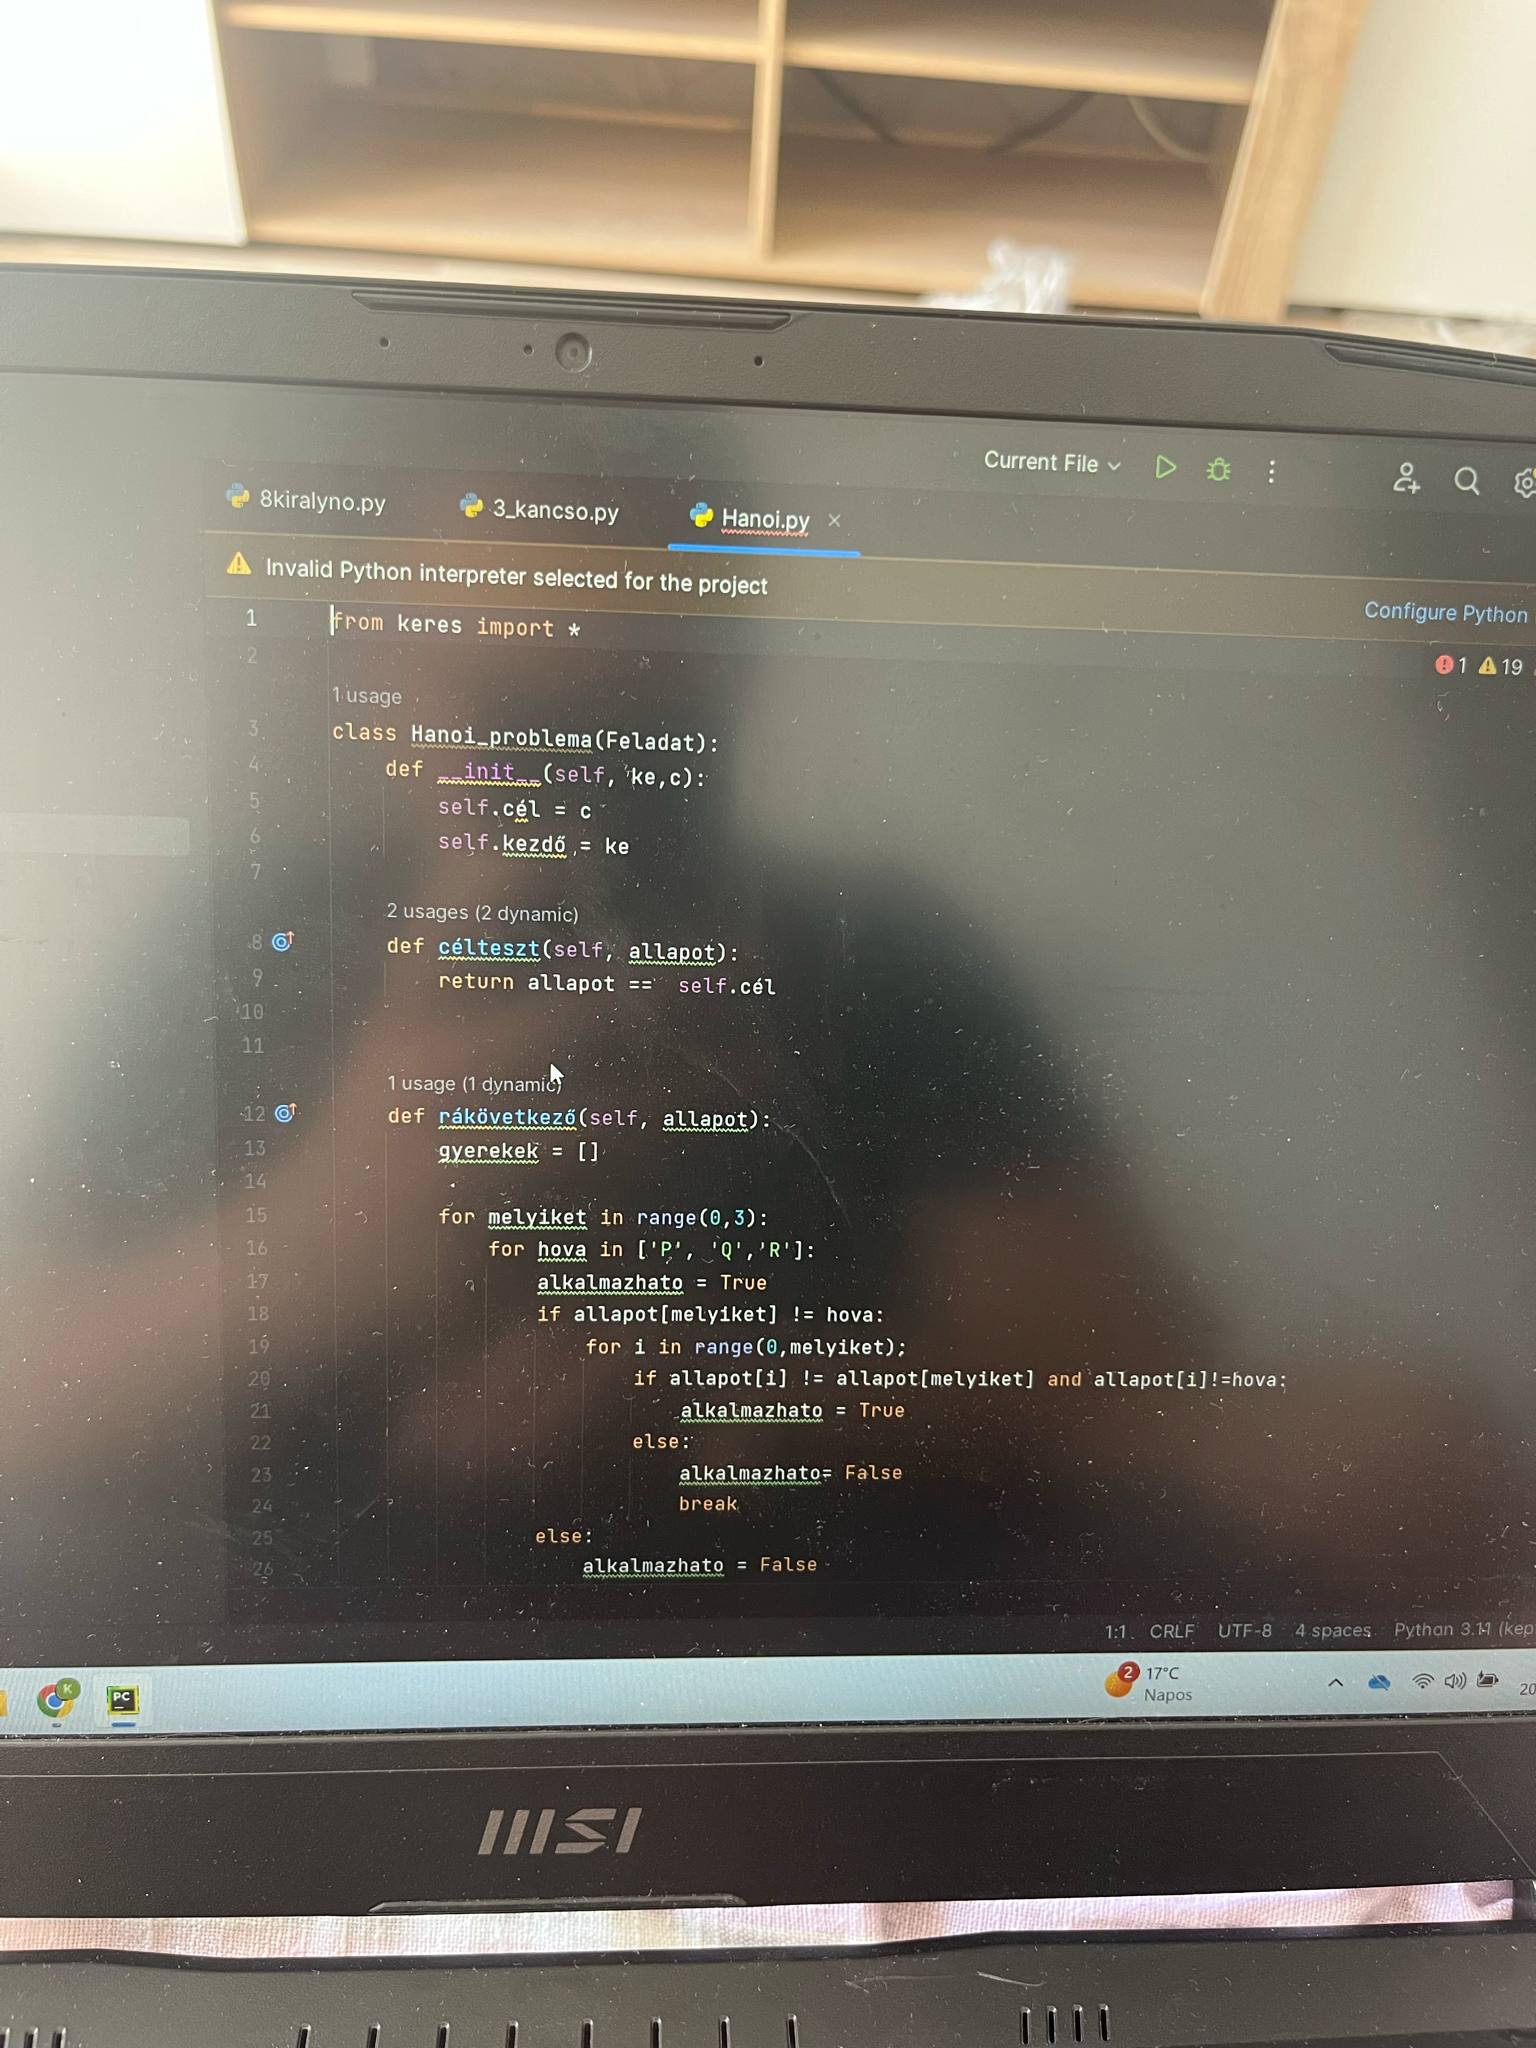 Current File
8kiralyno.py
3_kancso.py
Hanoi.py ×
Invalid Python interpreter selected for the project
Configure Python
1 from keres import *
1 19
2
1 usage
3 class Hanoi_problema(Feladat):
4 def __init__(self, ke,c):
5 self.cél = c
6 self.kezdő = ke
7
2 usages (2 dynamic)
8 def célteszt(self, allapot):
9 return allapot == self.cél
10
11
1 usage (1 dynamic)
12 def rákövetkező(self, allapot):
13 gyerekek = []
14
15 for melyiket in range(0,3):
16 for hova in ['P', 'Q','R']:
17 alkalmazhato = True
18 if allapot[melyiket] != hova:
19 for i in range(0,melyiket):
20 if allapot[i] != allapot[melyiket] and allapot[i]!=hova:
21 alkalmazhato = True
22 else:
23 alkalmazhato= False
24 break
25 else:
26 alkalmazhato = False
1:1 CRLF UTF-8 4 spaces Python 3.11 (kep
K
PC
2
17°C
Napos
20
msi